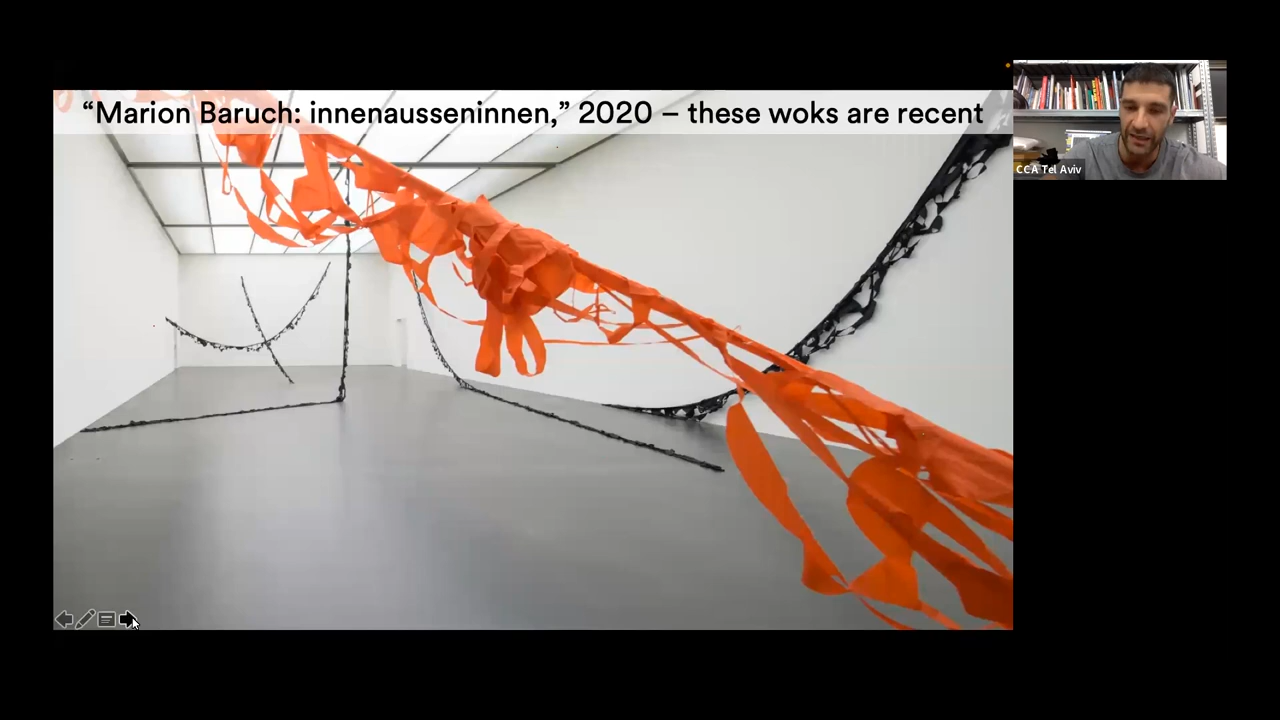 “Marion Baruch: innenausseninnen,” 2020 – these woks are recent
CCA Tel Aviv